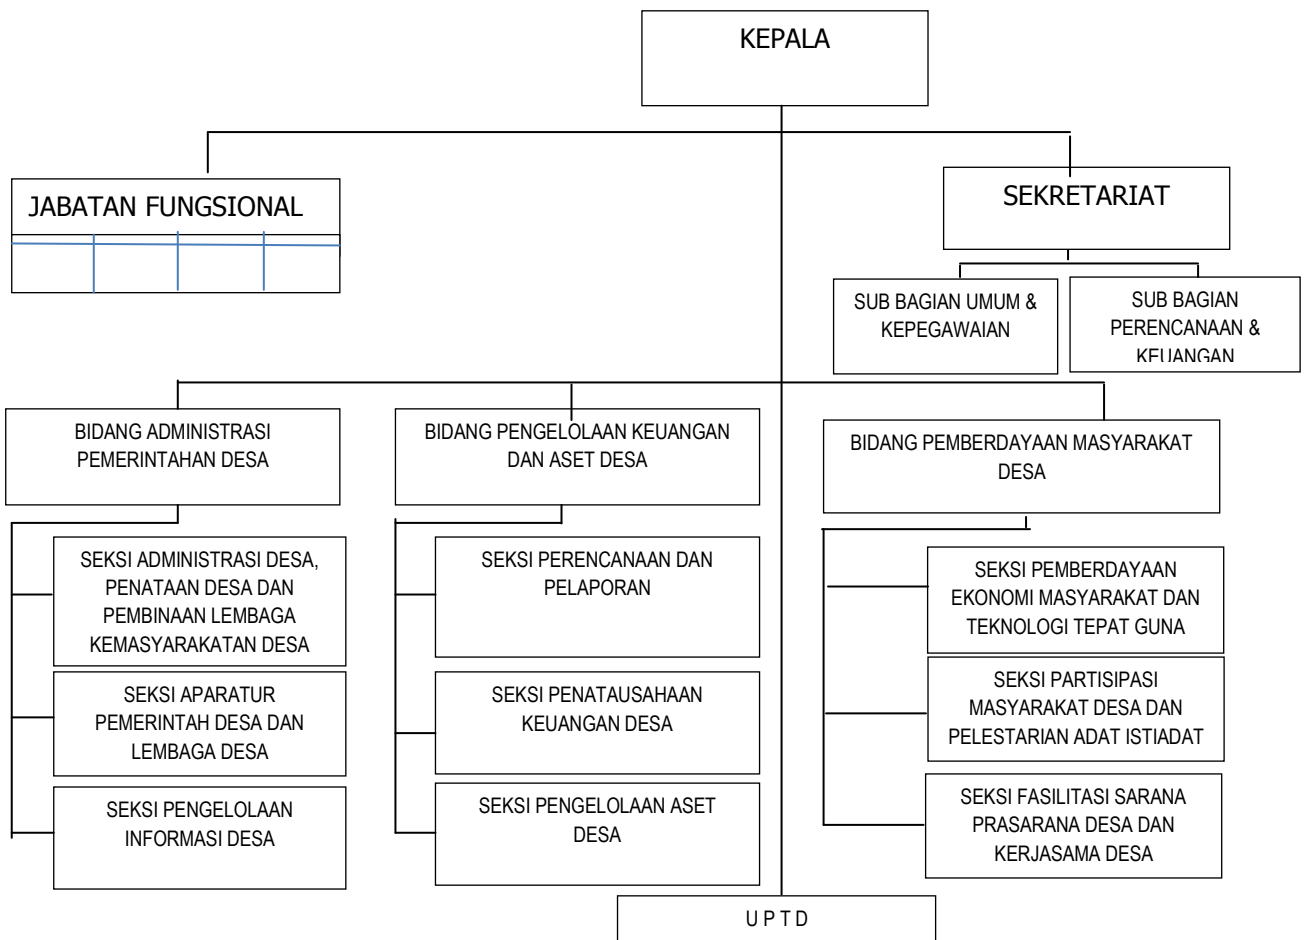 KEPALA
JABATAN FUNGSIONAL
SEKRETARIAT
SUB BAGIAN UMUM &
KEPEGAWAIAN
SUB BAGIAN
PERENCANAAN &
KEUANGAN
BIDANG ADMINISTRASI
PEMERINTAHAN DESA
BIDANG PENGELOLAAN KEUANGAN
DAN ASET DESA
BIDANG PEMBERDAYAAN MASYARAKAT
DESA
SEKSI ADMINISTRASI DESA,
PENATAAN DESA DAN
PEMBINAAN LEMBAGA
KEMASYARAKATAN DESA
SEKSI APARATUR
PEMERINTAH DESA DAN
LEMBAGA DESA
SEKSI PENGELOLAAN
INFORMASI DESA
SEKSI PERENCANAAN DAN
PELAPORAN
SEKSI PENATAUSAHAAN
KEUANGAN DESA
SEKSI PENGELOLAAN ASET
DESA
SEKSI PEMBERDAYAAN
EKONOMI MASYARAKAT DAN
TEKNOLOGI TEPAT GUNA
SEKSI PARTISIPASI
MASYARAKAT DESA DAN
PELESTARIAN ADAT ISTIADAT
SEKSI FASILITASI SARANA
PRASARANA DESA DAN
KERJASAMA DESA
U P T D